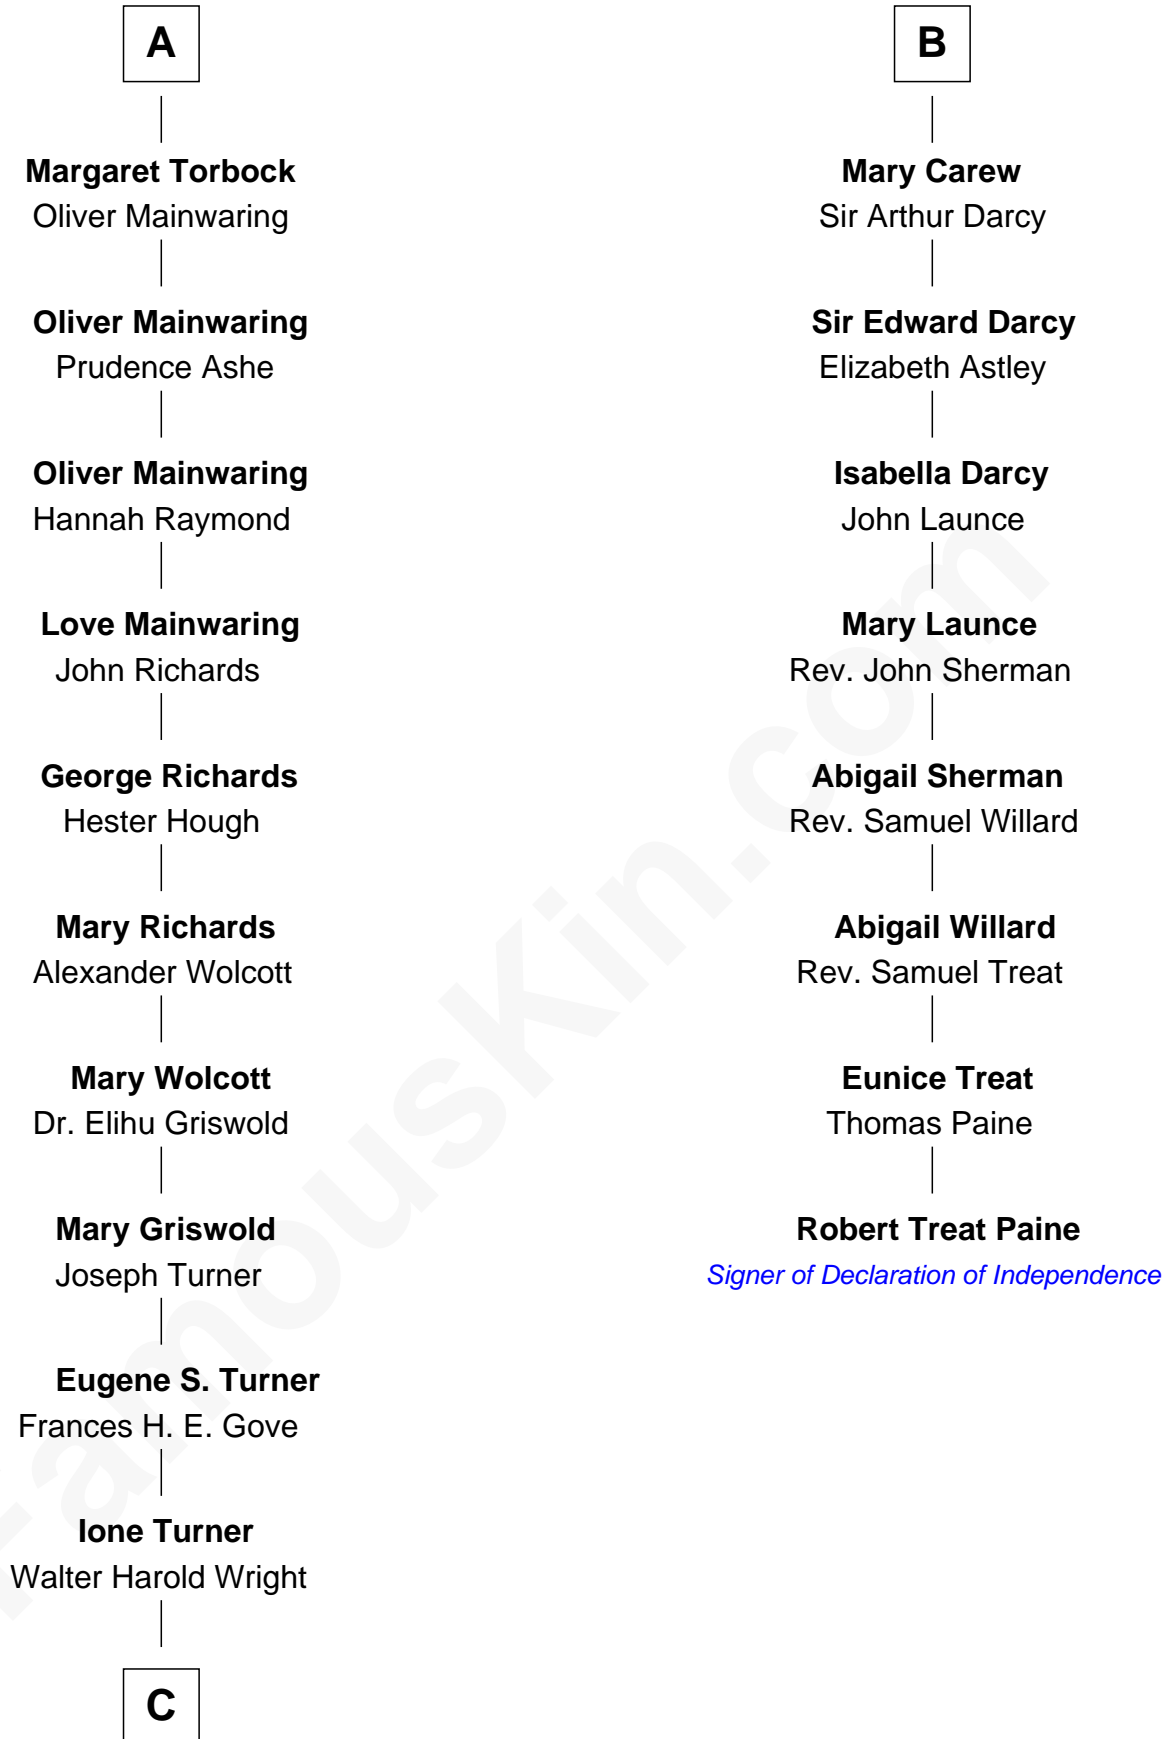 A
Margaret Torbock
Oliver Mainwaring
Oliver Mainwaring
Prudence Ashe
Oliver Mainwaring
Hannah Raymond
Love Mainwaring
John Richards
George Richards
Hester Hough
Mary Richards
Alexander Wolcott
Mary Wolcott
Dr. Elihu Griswold
Mary Griswold
Joseph Turner
Eugene S. Turner
Frances H. E. Gove
Ione Turner
Walter Harold Wright
C
B
Mary Carew
Sir Arthur Darcy
Sir Edward Darcy
Elizabeth Astley
Isabella Darcy
John Launce
Mary Launce
Rev. John Sherman
Abigail Sherman
Rev. Samuel Willard
Abigail Willard
Rev. Samuel Treat
Eunice Treat
Thomas Paine
Robert Treat Paine
Signer of Declaration of Independence
FamousKin.com